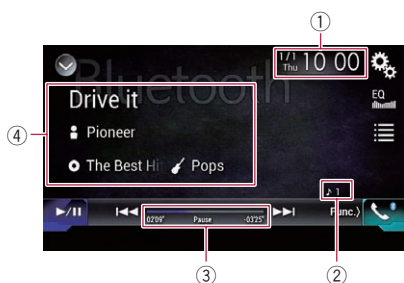 ①
Bluetooth
1/1 Thu 10 00
EQ
Drive it
④
Pioneer
The Best Hi Pops
♪ 1
02'09" Pause -03'25"
Func.
③ ②